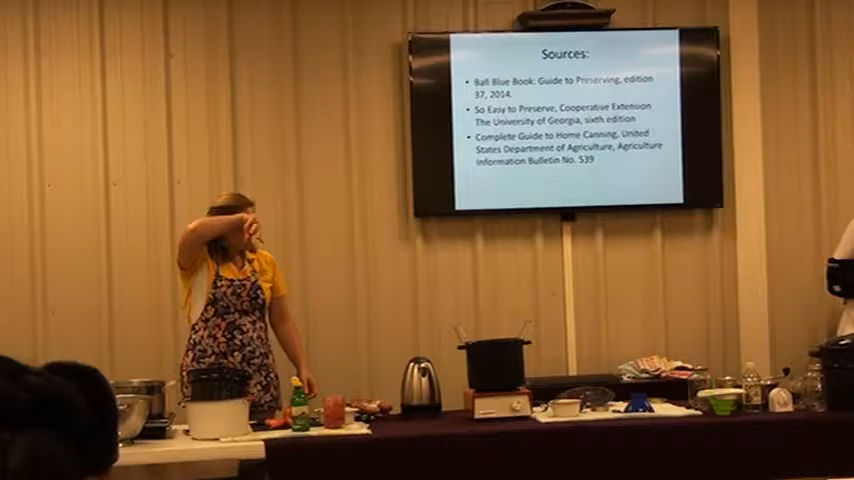 Sources:
• Ball Blue Book: Guide to Preserving, edition
37, 2014.
• So Easy to Preserve, Cooperative Extension
The University of Georgia, sixth edition
• Complete Guide to Home Canning, United
States Department of Agriculture, Agriculture
Information Bulletin No. 539